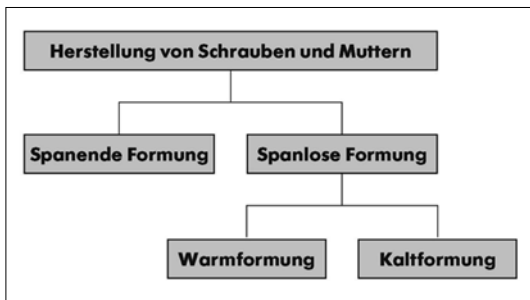 Herstellung von Schrauben und Muttern
Spanende Formung
Spanlose Formung
Warmformung
Kaltformung